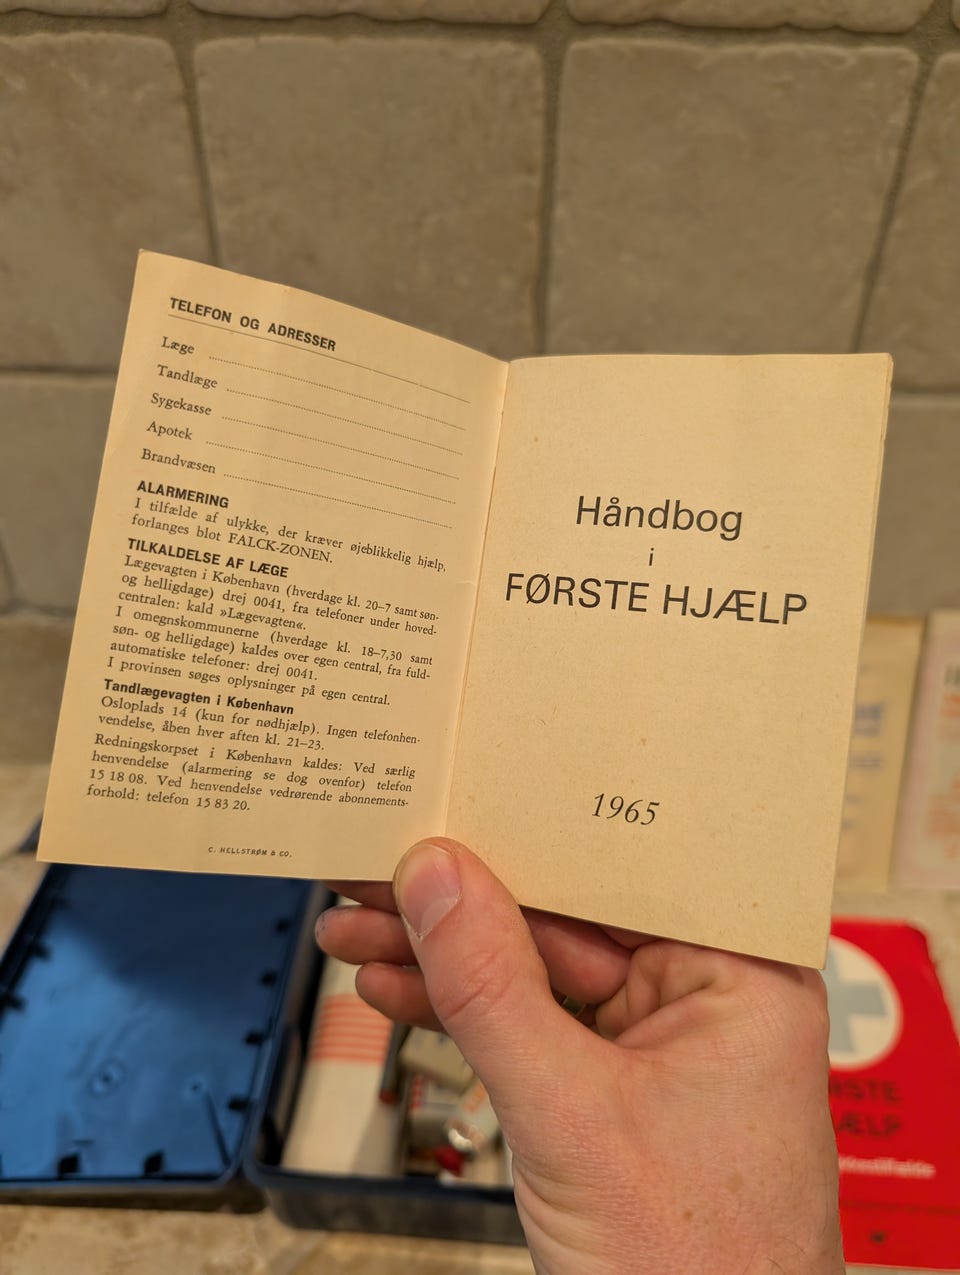 TELEFON OG ADRESSER
Læge
Tandlæge
Sygekasse
Apotek
Brandvæsen
ALARMERING
I tilfælde af ulykke, der kræver øjeblikkelig hjælp,
forlanges blot FALCK-ZONEN.
TILKALDELSE AF LÆGE
Lægevagten i København (hverdage kl. 20–7 samt søn-
og helligdage) drej 0041, fra telefoner under hoved-
centralen: kald »Lægevagten«.
I omegnskommunerne (hverdage kl. 18–7,30 samt
søn- og helligdage) kaldes over egen central, fra fuld-
automatiske telefoner: drej 0041.
I provinsen søges oplysninger på egen central.
Tandlægevagten i København
Osloplads 14 (kun for nødhjælp). Ingen telefonhen-
vendelse, åben hver aften kl. 21–23.
Redningskorpset i København kaldes: Ved særlig
henvendelse (alarmering se dog ovenfor) telefon
15 18 08. Ved henvendelse vedrørende abonnements-
forhold: telefon 15 83 20.
C. HELLSTRØM & CO.
Håndbog
i
FØRSTE HJÆLP
1965